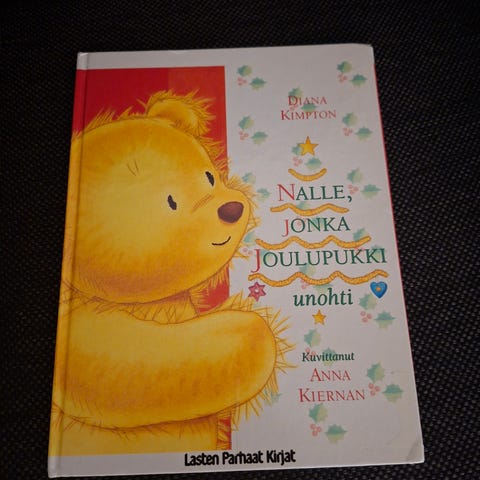 DIANA
KIMPTON
NALLE,
JONKA
JOULUPUKKI
unohti
Kuvittanut
ANNA
KIERNAN
Lasten Parhaat Kirjat